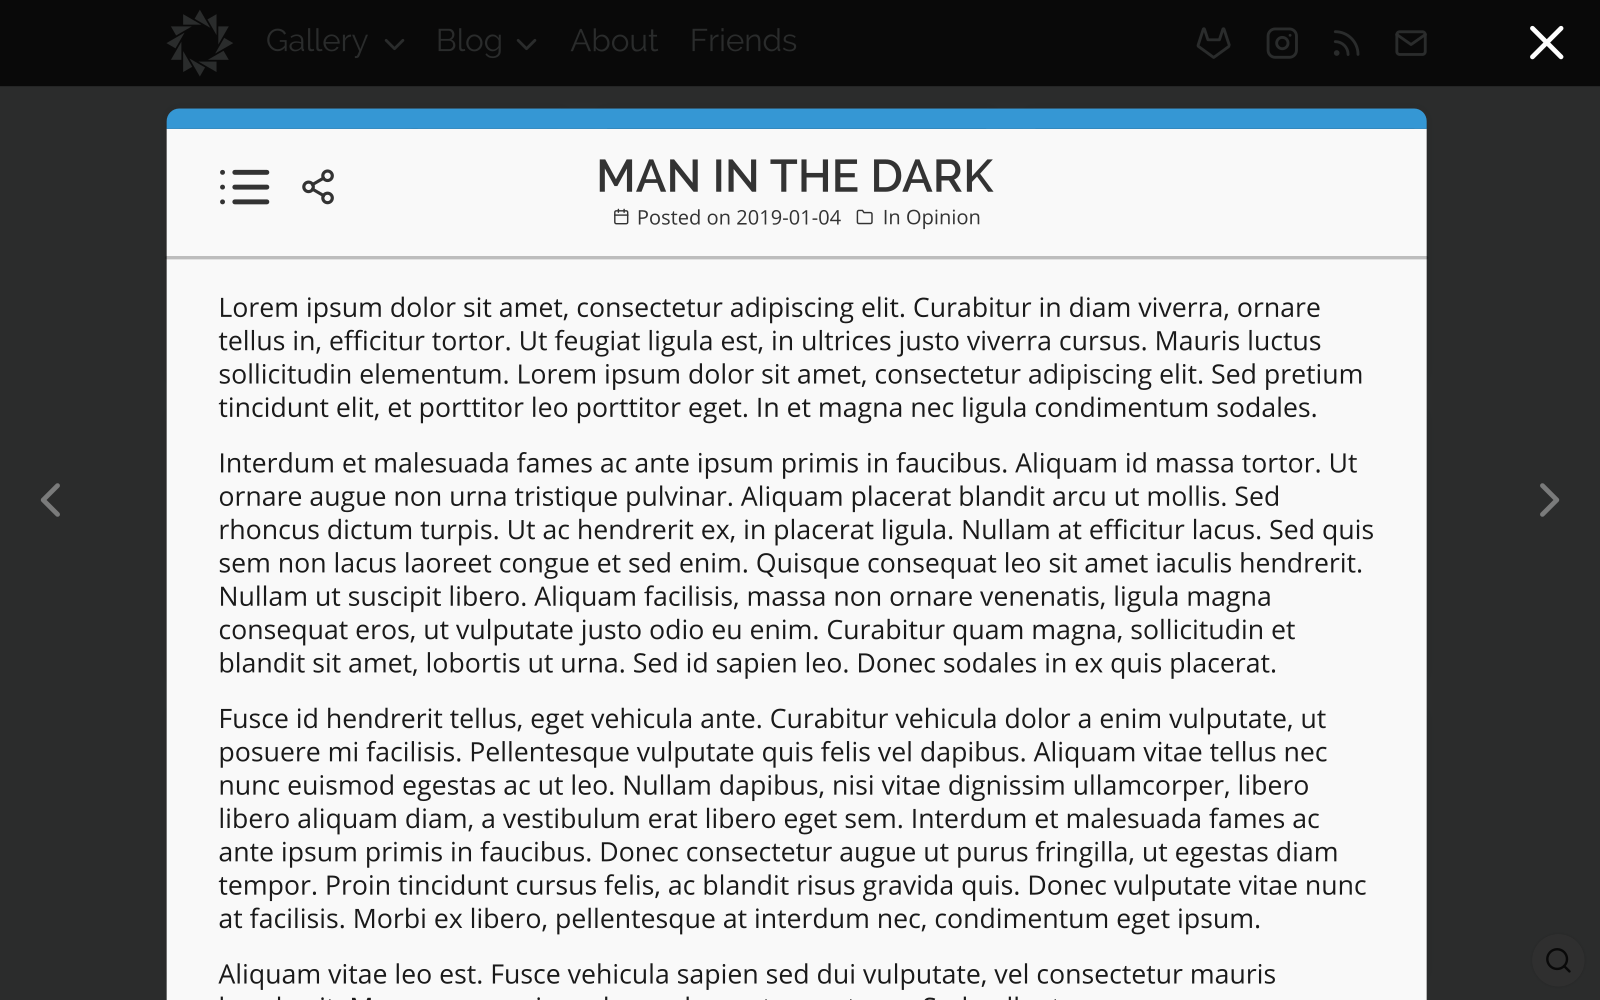 Gallery Blog About Friends
MAN IN THE DARK
Posted on 2019-01-04 In Opinion
Lorem ipsum dolor sit amet, consectetur adipiscing elit. Curabitur in diam viverra, ornare
tellus in, efficitur tortor. Ut feugiat ligula est, in ultrices justo viverra cursus. Mauris luctus
sollicitudin elementum. Lorem ipsum dolor sit amet, consectetur adipiscing elit. Sed pretium
tincidunt elit, et porttitor leo porttitor eget. In et magna nec ligula condimentum sodales.
Interdum et malesuada fames ac ante ipsum primis in faucibus. Aliquam id massa tortor. Ut
ornare augue non urna tristique pulvinar. Aliquam placerat blandit arcu ut mollis. Sed
rhoncus dictum turpis. Ut ac hendrerit ex, in placerat ligula. Nullam at efficitur lacus. Sed quis
sem non lacus laoreet congue et sed enim. Quisque consequat leo sit amet iaculis hendrerit.
Nullam ut suscipit libero. Aliquam facilisis, massa non ornare venenatis, ligula magna
consequat eros, ut vulputate justo odio eu enim. Curabitur quam magna, sollicitudin et
blandit sit amet, lobortis ut urna. Sed id sapien leo. Donec sodales in ex quis placerat.
Fusce id hendrerit tellus, eget vehicula ante. Curabitur vehicula dolor a enim vulputate, ut
posuere mi facilisis. Pellentesque vulputate quis felis vel dapibus. Aliquam vitae tellus nec
nunc euismod egestas ac ut leo. Nullam dapibus, nisi vitae dignissim ullamcorper, libero
libero aliquam diam, a vestibulum erat libero eget sem. Interdum et malesuada fames ac
ante ipsum primis in faucibus. Donec consectetur augue ut purus fringilla, ut egestas diam
tempor. Proin tincidunt cursus felis, ac blandit risus gravida quis. Donec vulputate vitae nunc
at facilisis. Morbi ex libero, pellentesque at interdum nec, condimentum eget ipsum.
Aliquam vitae leo est. Fusce vehicula sapien sed dui vulputate, vel consectetur mauris